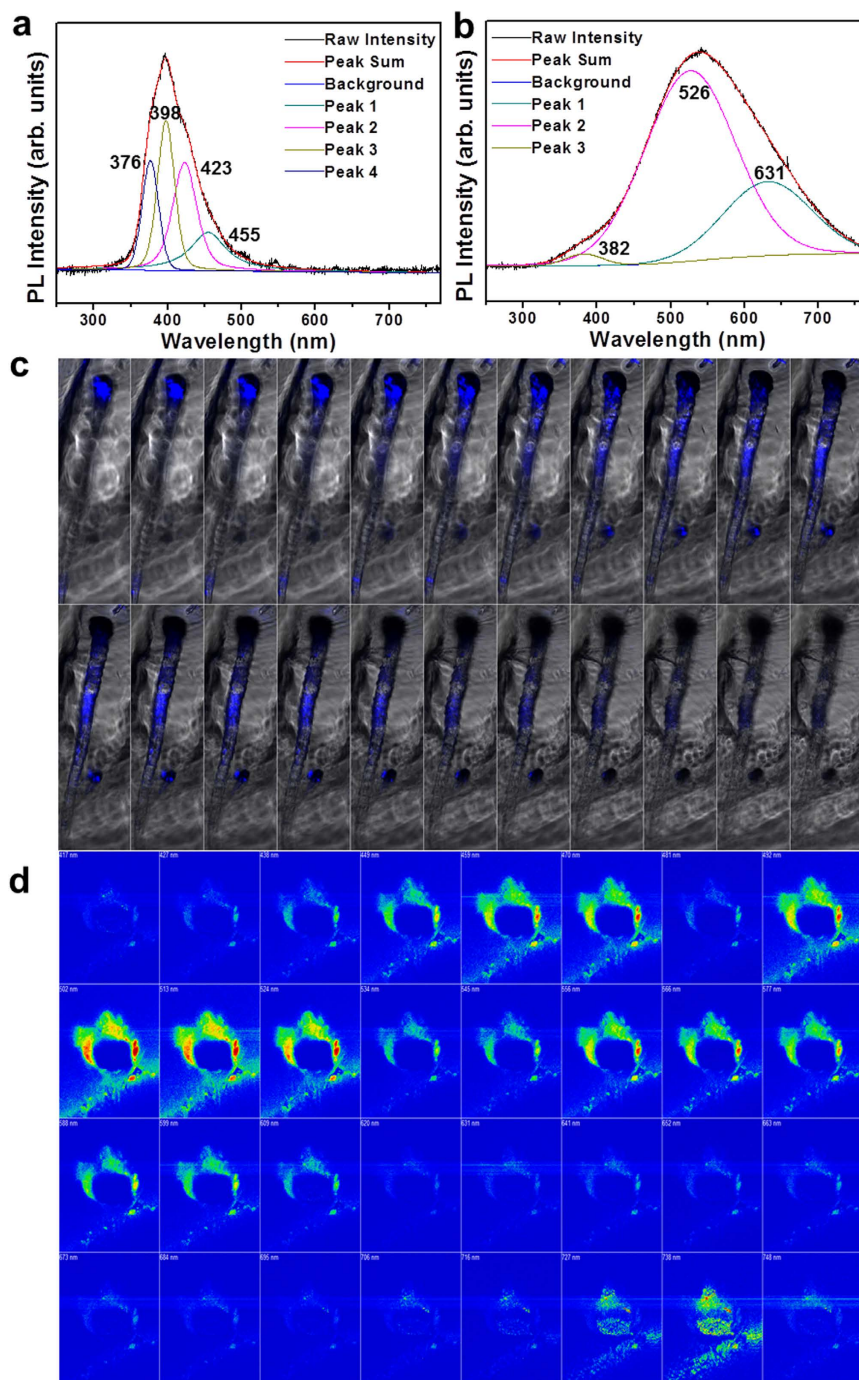 a
Raw Intensity
Peak Sum
Background
Peak 1
Peak 2
Peak 3
Peak 4
376
398
423
455
PL Intensity (arb. units)
300 400 500 600 700
Wavelength (nm)
b
Raw Intensity
Peak Sum
Background
Peak 1
Peak 2
Peak 3
526
631
382
PL Intensity (arb. units)
300 400 500 600 700
Wavelength (nm)
c
d
417 nm 427 nm 438 nm 449 nm 459 nm 470 nm 481 nm 492 nm
502 nm 513 nm 524 nm 534 nm 545 nm 556 nm 566 nm 577 nm
588 nm 599 nm 609 nm 620 nm 631 nm 641 nm 652 nm 663 nm
673 nm 684 nm 695 nm 706 nm 716 nm 727 nm 738 nm 748 nm